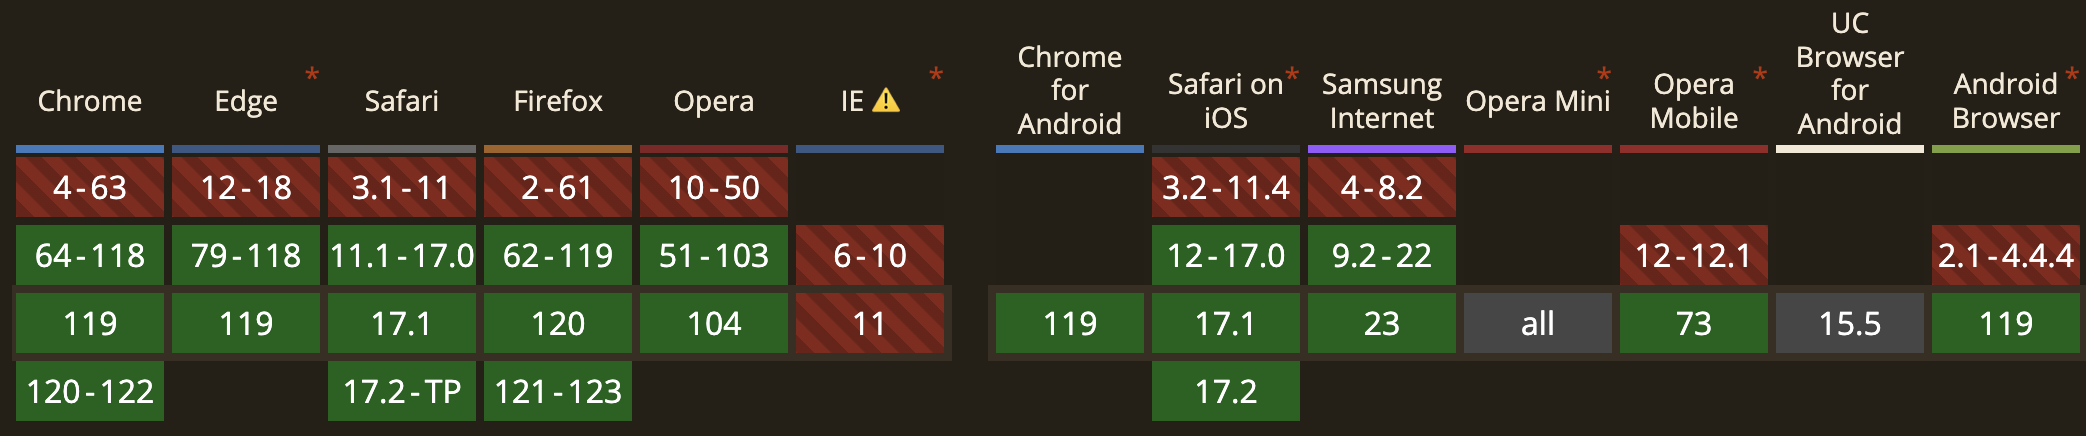 Chrome
Edge *
Safari
Firefox
Opera
IE ⚠ *
Chrome
for
Android
Safari on *
iOS
Samsung
Internet
Opera Mini *
Opera *
Mobile
UC
Browser
for
Android
Android *
Browser
4-63 12-18 3.1-11 2-61 10-50 3.2-11.4 4-8.2
64-118 79-118 11.1-17.0 62-119 51-103 6-10 12-17.0 9.2-22 12-12.1 2.1-4.4.4
119 119 17.1 120 104 11 119 17.1 23 all 73 15.5 119
120-122 17.2-TP 121-123 17.2